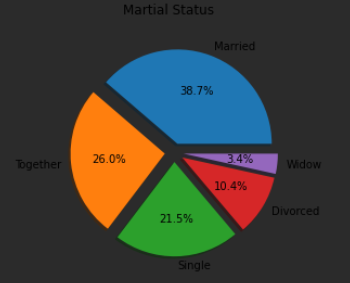 Martial Status
Married
38.7%
Together
26.0%
3.4%
Widow
10.4%
21.5%
Divorced
Single